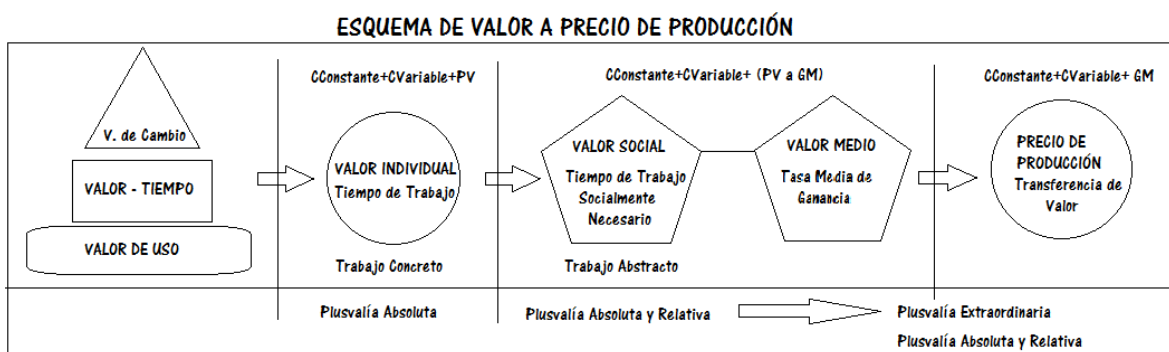 ESQUEMA DE VALOR A PRECIO DE PRODUCCIÓN
V. de Cambio
VALOR - TIEMPO
VALOR DE USO
CConstante+CVariable+PV
VALOR INDIVIDUAL
Tiempo de Trabajo
Trabajo Concreto
CConstante+CVariable+ (PV a GM)
VALOR SOCIAL
Tiempo de Trabajo
Socialmente
Necesario
Trabajo Abstracto
VALOR MEDIO
Tasa Media de
Ganancia
CConstante+CVariable+ GM
PRECIO DE
PRODUCCIÓN
Transferencia de
Valor
Plusvalía Absoluta
Plusvalía Absoluta y Relativa
Plusvalía Extraordinaria
Plusvalía Absoluta y Relativa